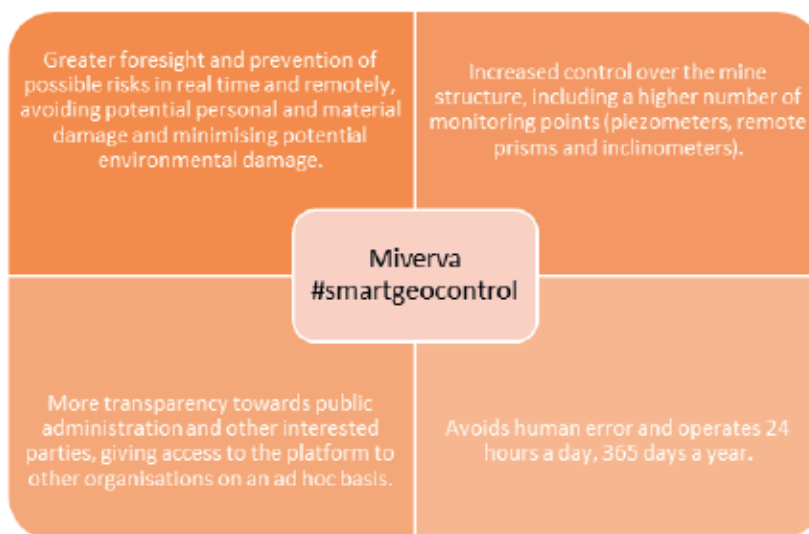 Greater foresight and prevention of
possible risks in real time and remotely,
avoiding potential personal and material
damage and minimising potential
environmental damage.
Increased control over the mine
structure, including a higher number of
monitoring points (piezometers, remote
prisms and inclinometers).
Miverva
#smartgeocontrol
More transparency towards public
administration and other interested
parties, giving access to the platform to
other organisations on an ad hoc basis.
Avoids human error and operates 24
hours a day, 365 days a year.